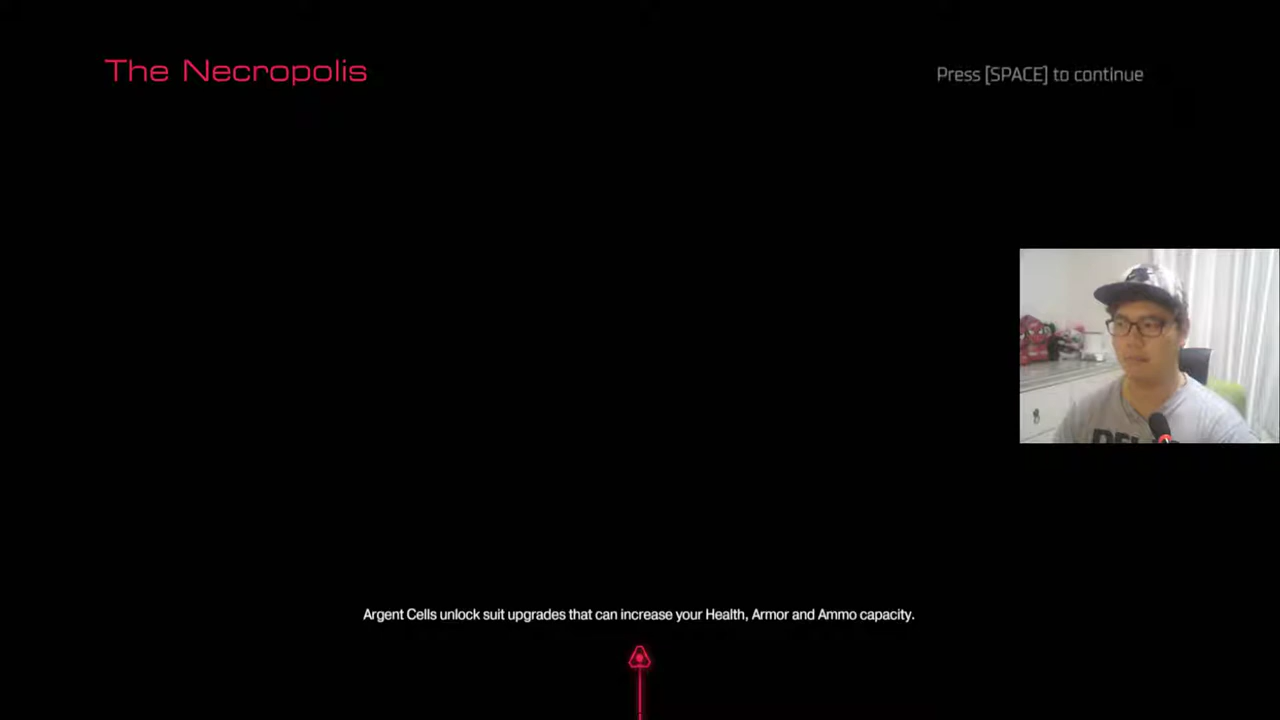 The Necropolis
Press [SPACE] to continue
Argent Cells unlock suit upgrades that can increase your Health, Armor and Ammo capacity.